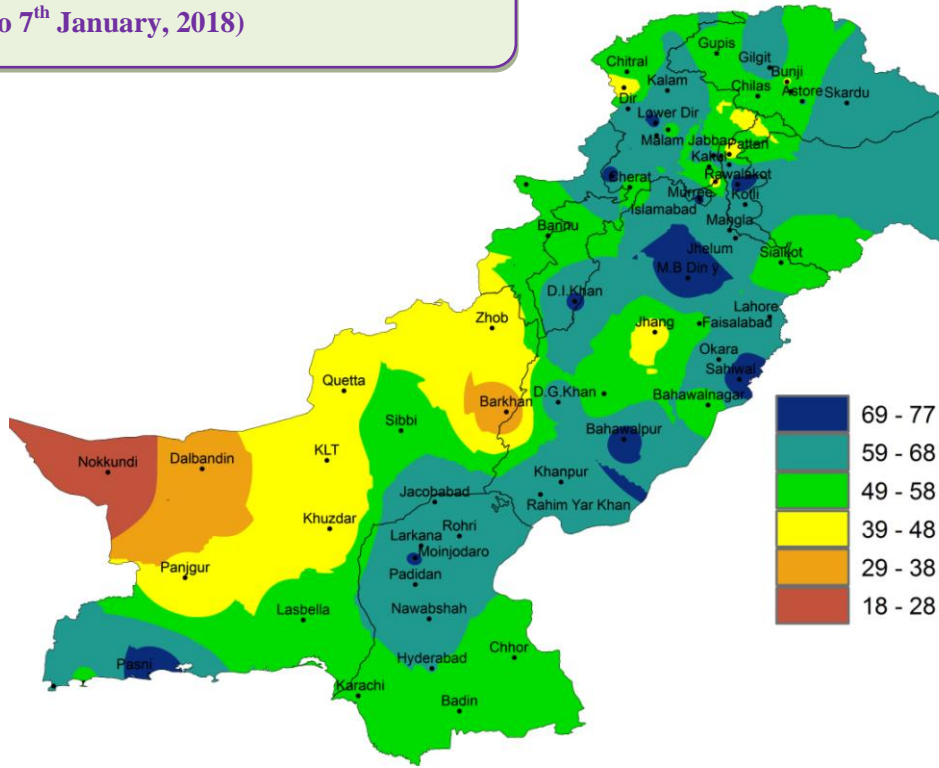 to 7th January, 2018)
Gupis
Gilgit
Chitral
Bunji
Kalam
Chilas
Astore
Skardu
Dir
Lower Dir
Malam Jabba
Pattan
Kakul
Cherat
Rawalakot
Murree
Kotli
Islamabad
Mangla
Bannu
Jhelum
Sialkot
M.B Din y
D.I.Khan
Lahore
Zhob
Jhang
Faisalabad
Okara
Sahiwal
Quetta
D.G.Khan
Bahawalnagar
Barkhan
Sibbi
Bahawalpur
69 - 77
KLT
Nokkundi
Dalbandin
59 - 68
Khanpur
Jacobabad
Rahim Yar Khan
49 - 58
Khuzdar
Rohri
Larkana
39 - 48
Moinjodaro
Panjgur
Padidan
29 - 38
Lasbella
Nawabshah
18 - 28
Chhor
Pasni
Hyderabad
Karachi
Badin